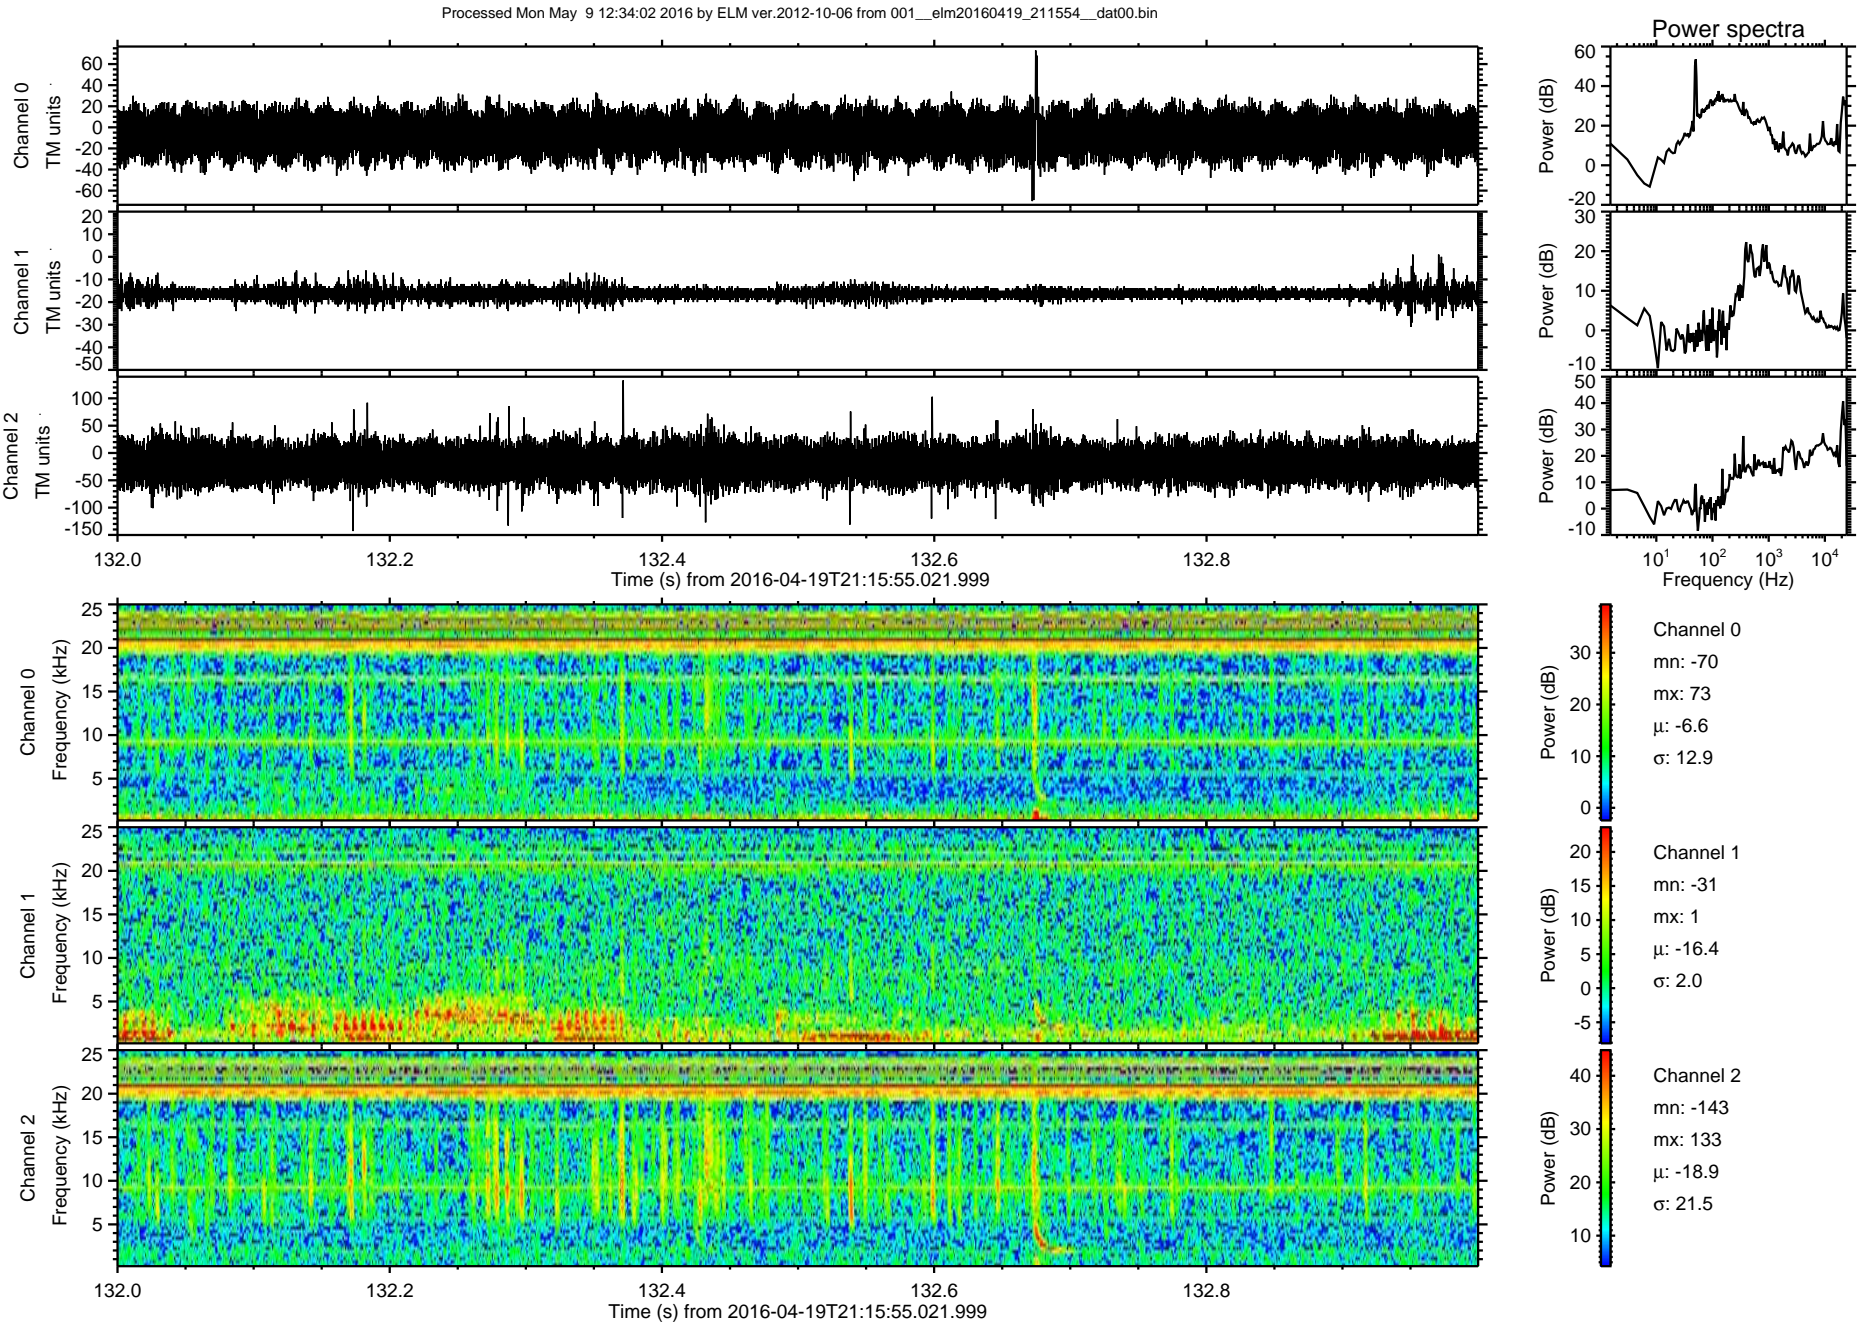 Processed Mon May  9 12:34:02 2016 by ELM ver.2012-10-06 from 001__elm20160419_211554__dat00.bin
Power spectra
Channel 0
TM units
60
40
20
0
-20
-40
-60
Power (dB)
60
40
20
0
-20
Channel 1
TM units
20
10
0
-10
-20
-30
-40
-50
Power (dB)
30
20
10
0
-10
Channel 2
TM units
100
50
0
-50
-100
-150
Power (dB)
50
40
30
20
10
0
-10
132.0 132.2 132.4 132.6 132.8
Time (s) from 2016-04-19T21:15:55.021.999
10^1 10^2 10^3 10^4
Frequency (Hz)
Channel 0
Frequency (kHz)
25
20
15
10
5
Power (dB)
30
20
10
0
Channel 0
mn: -70
mx: 73
μ: -6.6
σ: 12.9
Channel 1
Frequency (kHz)
25
20
15
10
5
Power (dB)
20
15
10
5
0
-5
Channel 1
mn: -31
mx: 1
μ: -16.4
σ: 2.0
Channel 2
Frequency (kHz)
25
20
15
10
5
Power (dB)
40
30
20
10
Channel 2
mn: -143
mx: 133
μ: -18.9
σ: 21.5
132.0 132.2 132.4 132.6 132.8
Time (s) from 2016-04-19T21:15:55.021.999